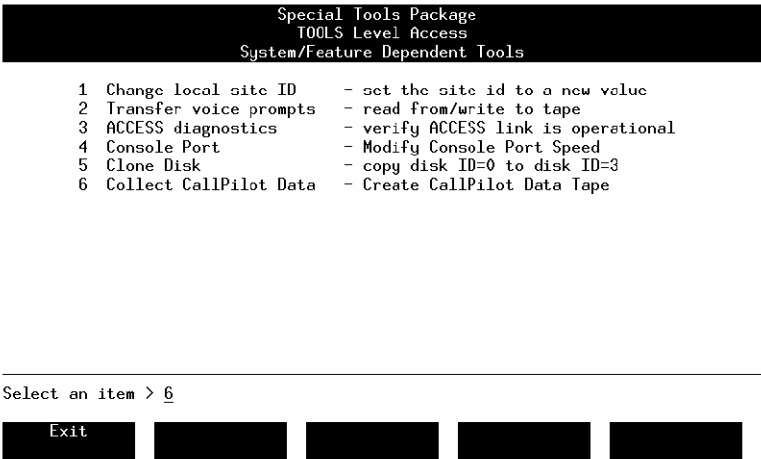 Special Tools Package
TOOLS Level Access
System/Feature Dependent Tools
1 Change local site ID - set the site id to a new value
2 Transfer voice prompts - read from/write to tape
3 ACCESS diagnostics - verify ACCESS link is operational
4 Console Port - Modify Console Port Speed
5 Clone Disk - copy disk ID=0 to disk ID=3
6 Collect CallPilot Data - Create CallPilot Data Tape
Select an item > 6
Exit